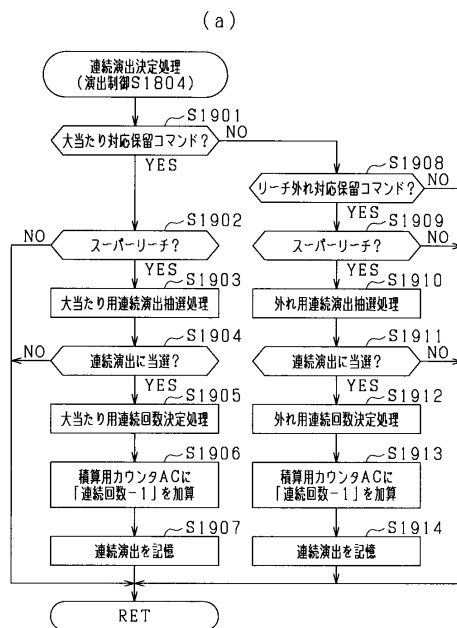 (a)
連続演出決定処理
(演出制御S1804)
S1901
大当たり対応保留コマンド?
NO
YES
S1908
リーチ外れ対応保留コマンド?
NO
YES
S1902
スーパーリーチ?
NO
YES
S1909
スーパーリーチ?
NO
YES
S1903
大当たり用連続演出抽選処理
S1910
外れ用連続演出抽選処理
S1904
連続演出に当選?
NO
YES
S1911
連続演出に当選?
NO
YES
S1905
大当たり用連続回数決定処理
S1912
外れ用連続回数決定処理
S1906
積算用カウンタACに
「連続回数-1」を加算
S1913
積算用カウンタACに
「連続回数-1」を加算
S1907
連続演出を記憶
S1914
連続演出を記憶
RET